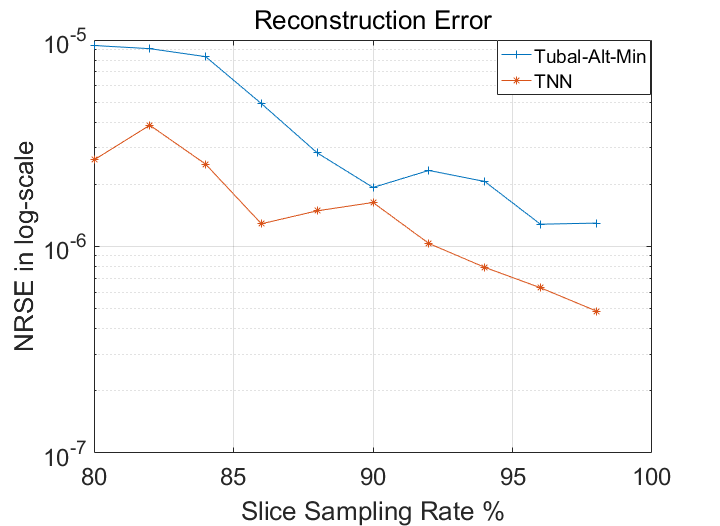 Reconstruction Error
10^-5
Tubal-Alt-Min
TNN
NRSE in log-scale
10^-6
10^-7
80 85 90 95 100
Slice Sampling Rate %